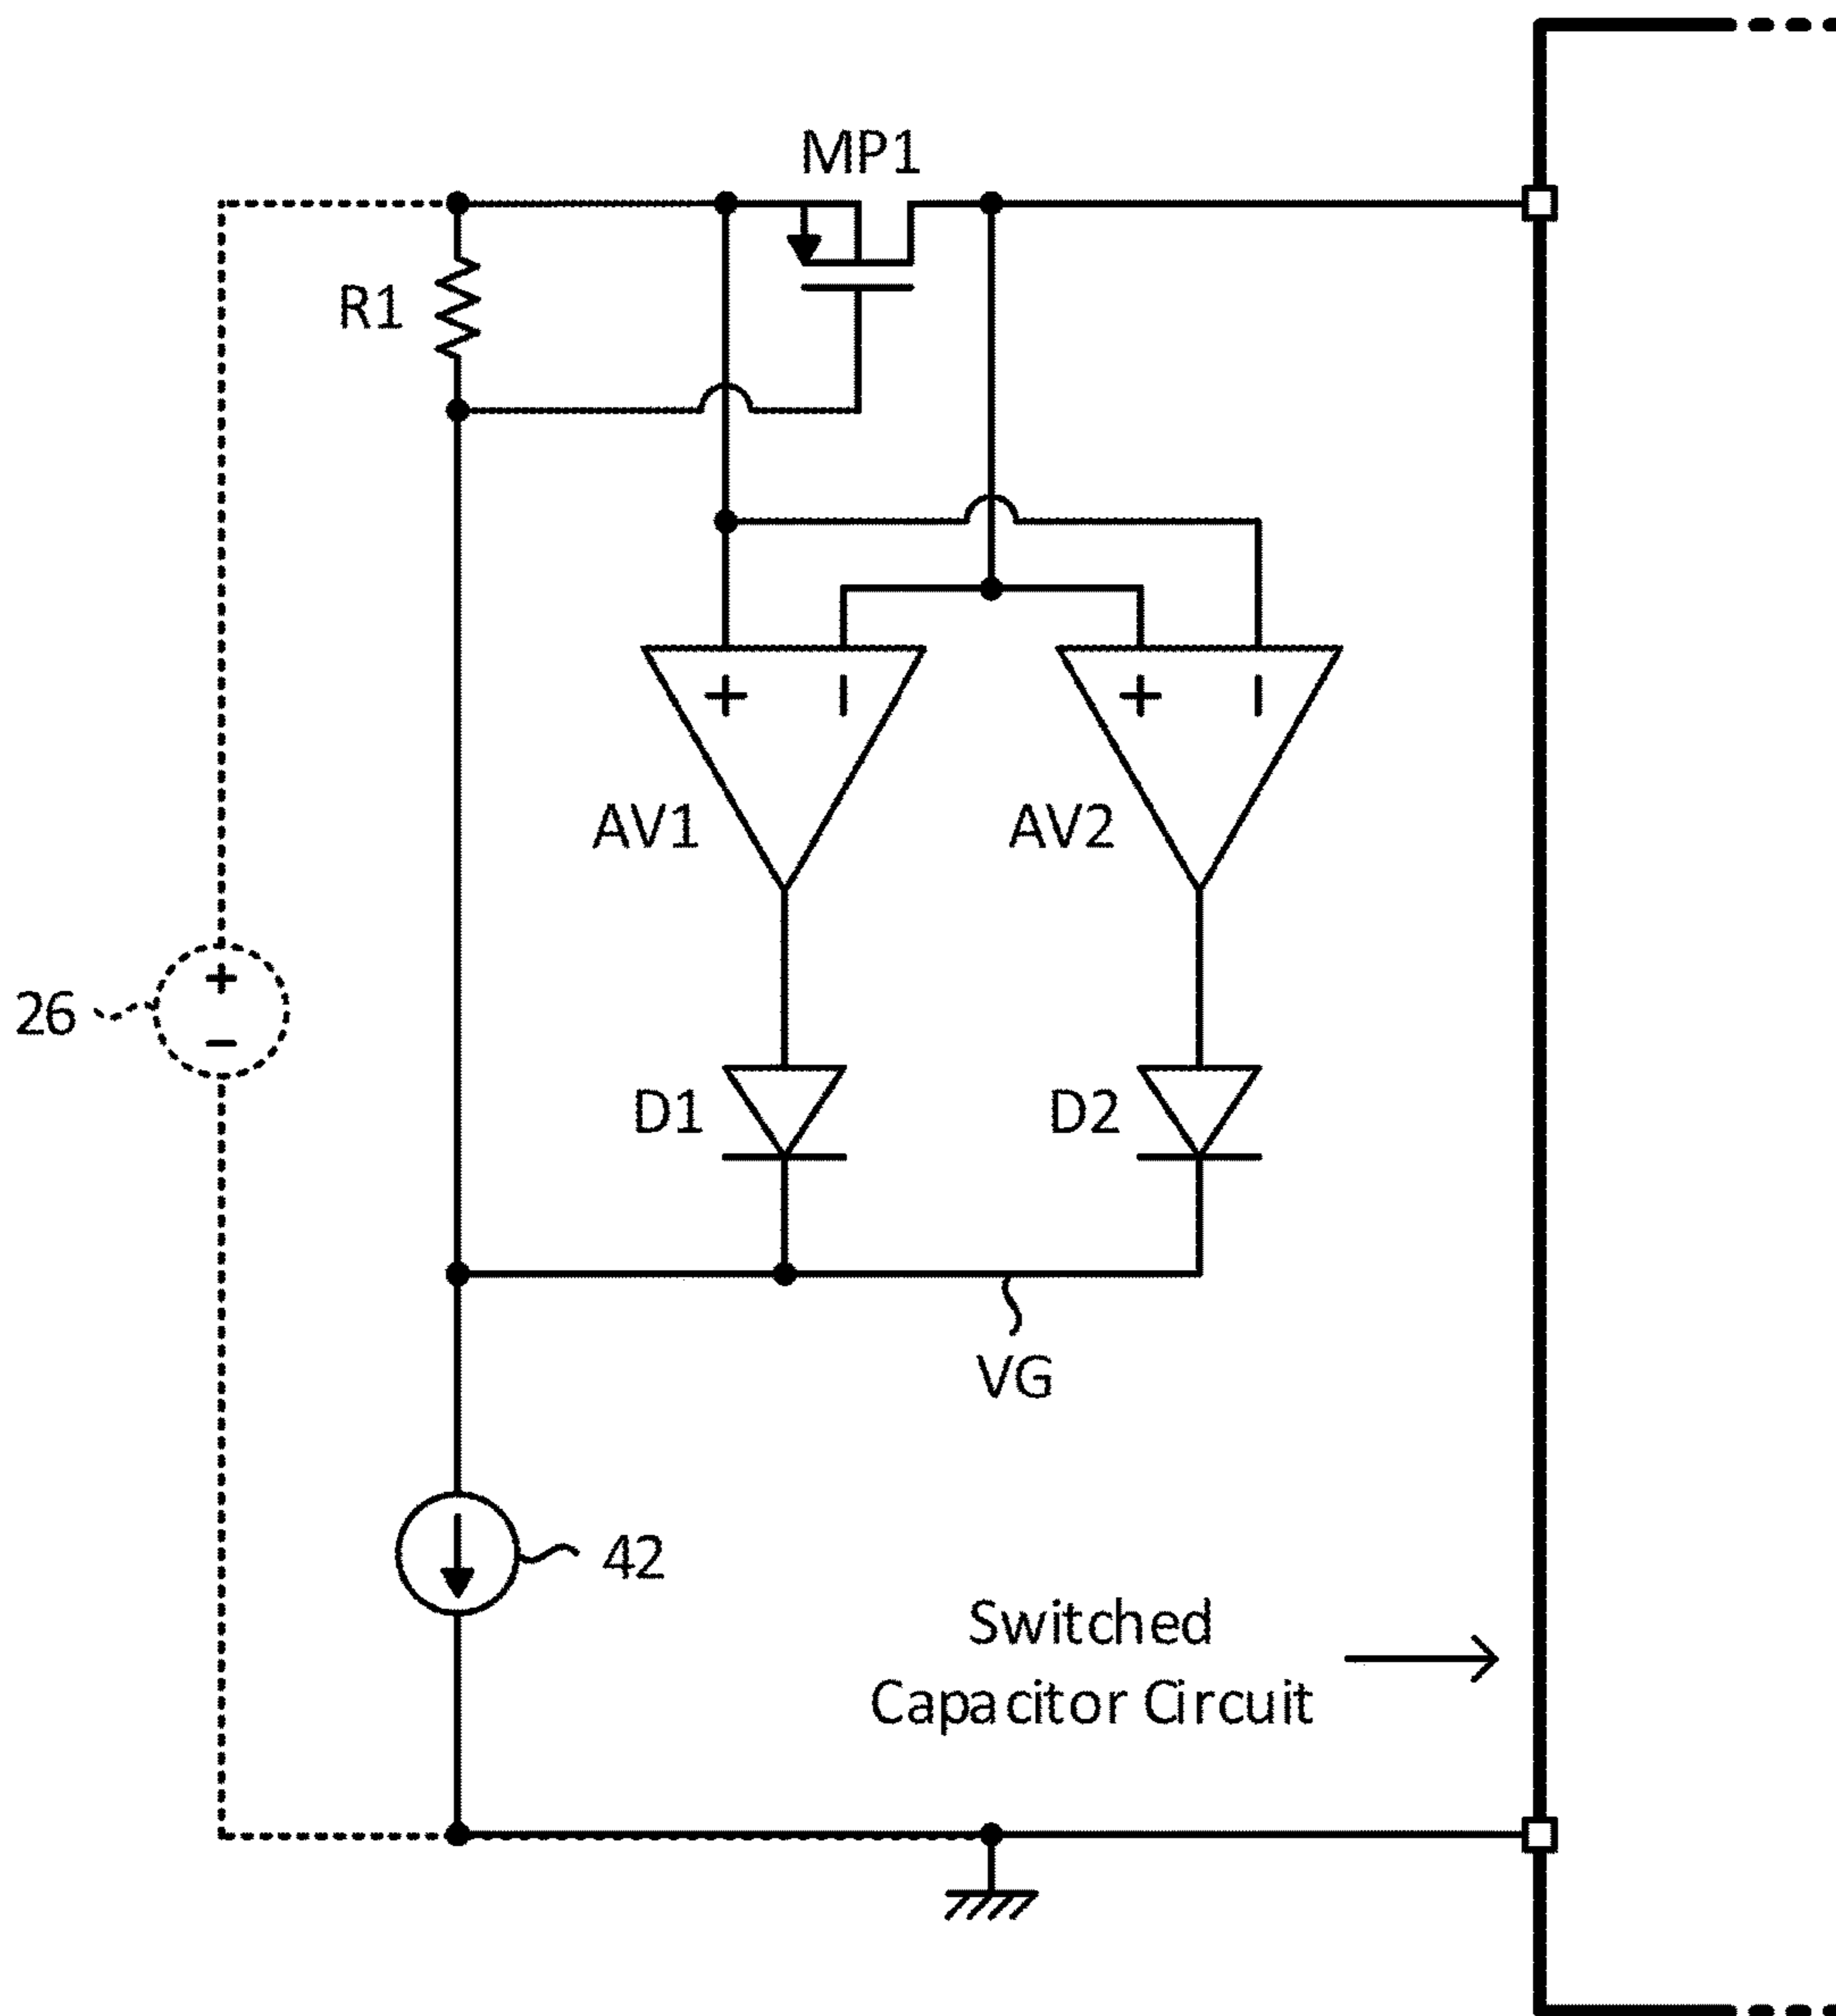 MP1
R1
+ −
+ −
AV1
AV2
+
26
−
D1
D2
VG
42
Switched
Capacitor Circuit